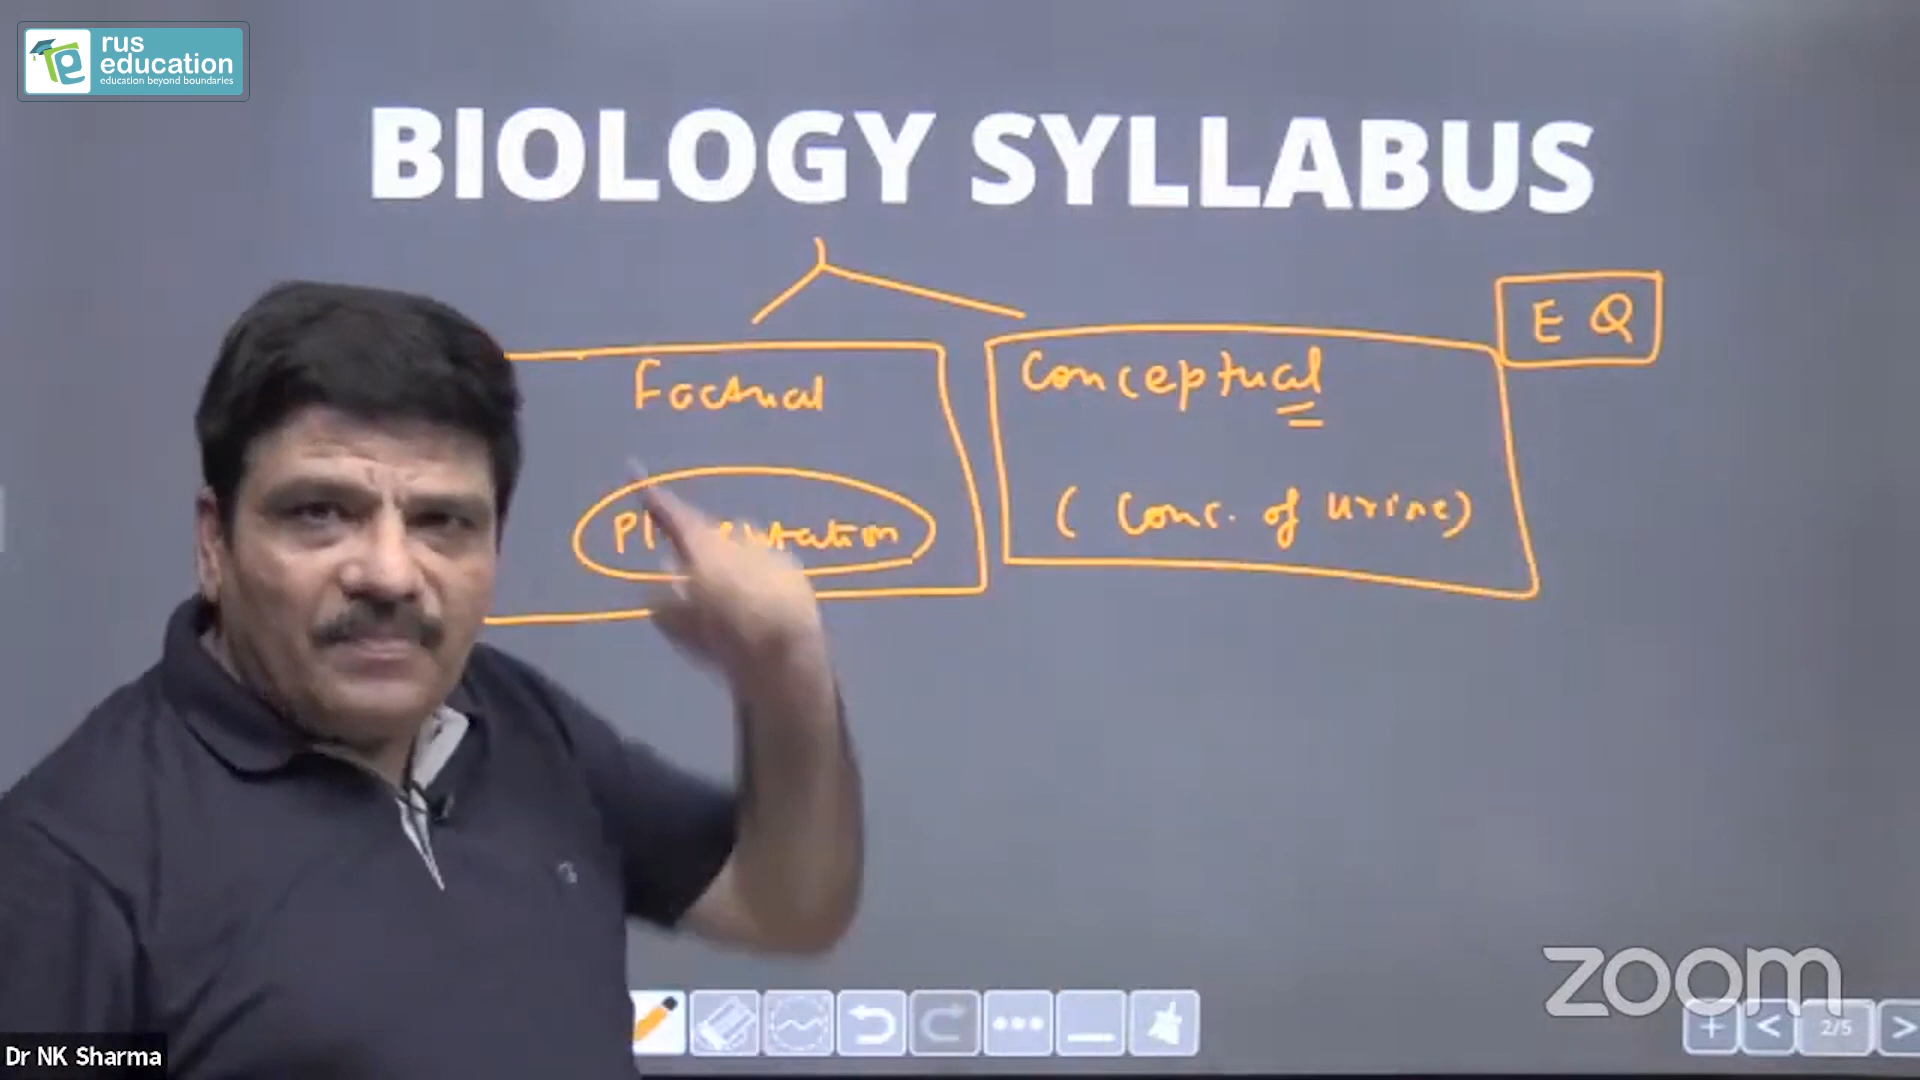 rus
education
education beyond boundaries
BIOLOGY SYLLABUS
E Q
Factual
Conceptual
( Conc. of urine)
zoom
2/5
Dr NK Sharma